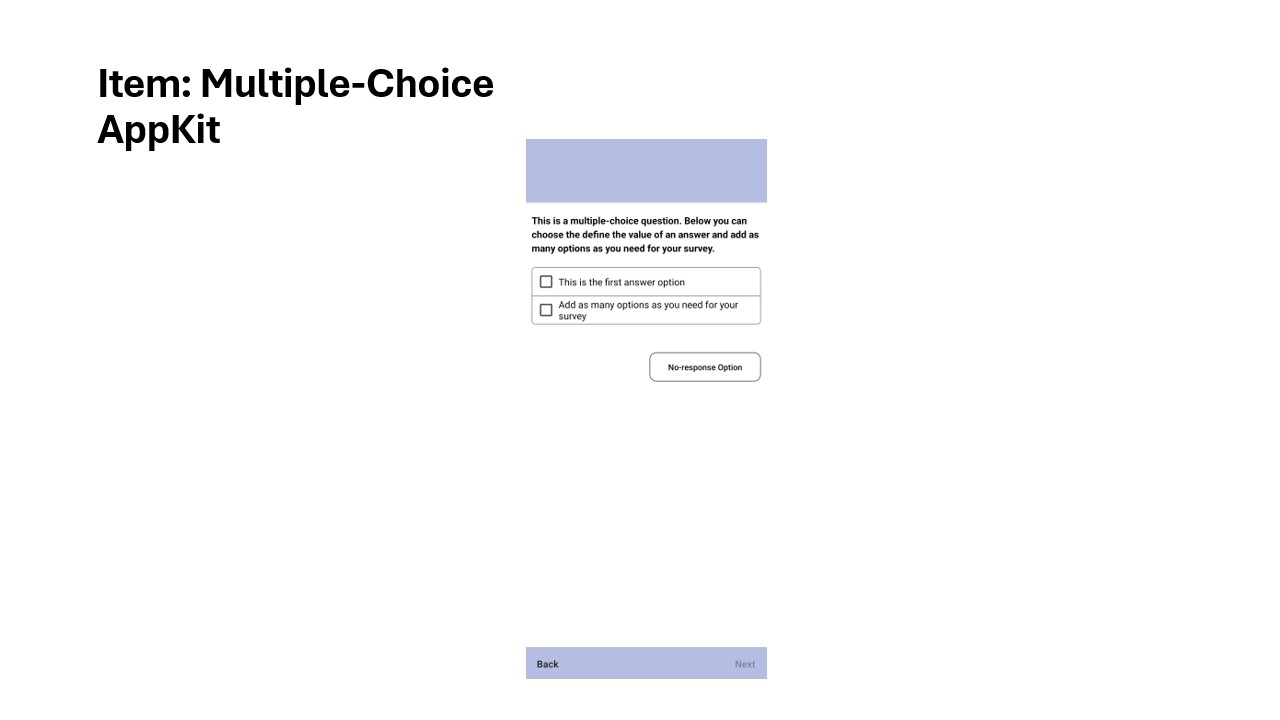 Item: Multiple-Choice
AppKit
This is a multiple-choice question. Below you can
choose the define the value of an answer and add as
many options as you need for your survey.
This is the first answer option
Add as many options as you need for your
survey
No-response Option
Back
Next